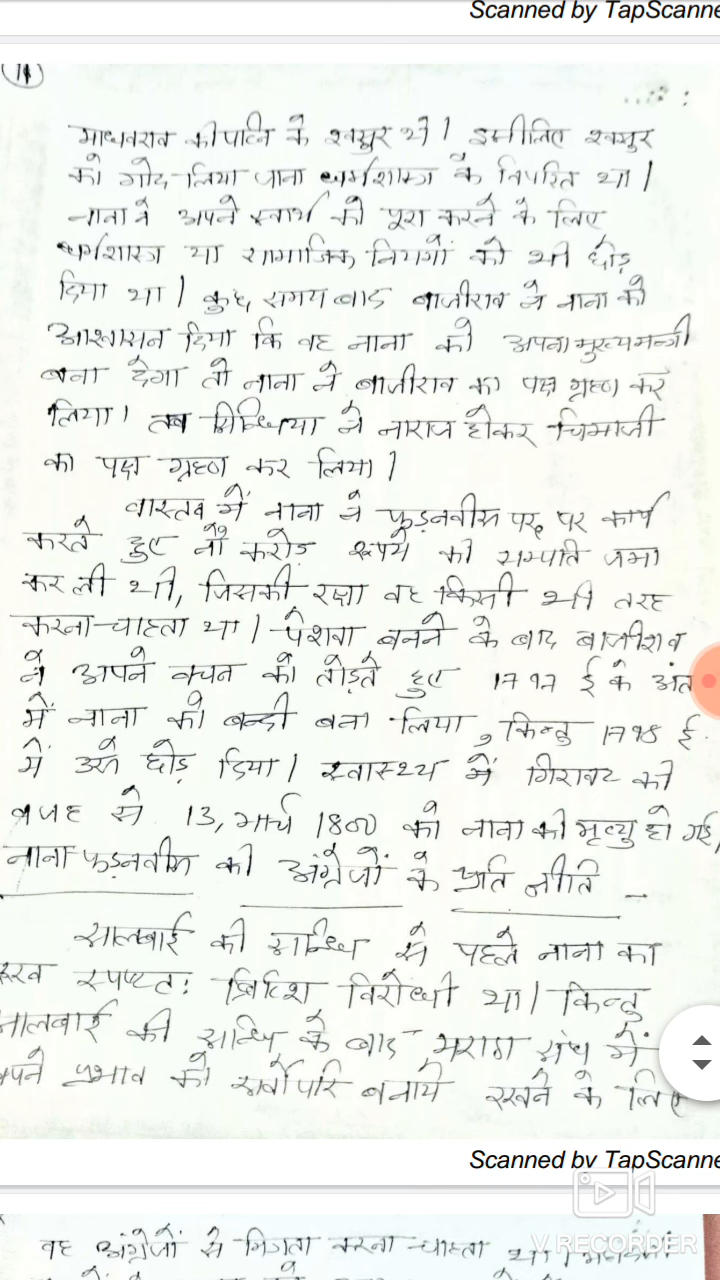 Scanned by TapScanne
11
माधवराव की पत्नि के श्वसुर थे। इसीलिए श्वसुर
को गोद लिया जाना धर्मशास्त्र के विपरित था।
नाना ने अपने स्वार्थ को पूरा करने के लिए
धर्मशास्त्र या सामाजिक नियमों को भी छोड़
दिया था। कुछ समय बाद बाजीराव ने नाना को
आश्वासन दिया कि वह नाना को अपना मुख्यमन्त्री
बना देगा तो नाना ने बाजीराव का पक्ष ग्रहण कर
लिया। तब सिन्धिया ने नाराज होकर चिमाजी
का पक्ष ग्रहण कर लिया।
वास्तव में नाना ने फड़नवीस पद पर कार्य
करते हुए नौ करोड़ रूपये की सम्पति जमा
कर ली थी, जिसकी रक्षा वह किसी भी तरह
करना चाहता था। पेशवा बनने के बाद बाजीराव
ने अपने वचन को तोड़ते हुए 1797 ई के अंत
में नाना को बन्दी बना लिया, किन्तु 1798 ई.
में उसे छोड़ दिया। स्वास्थ्य में गिरावट की
वजह से 13, मार्च 1800 को नाना की मृत्यु हो गई।
नाना फड़नवीस की अंग्रेजों के प्रति नीति –
सालबाई की सन्धि से पहले नाना का
रूख स्पष्टतः ब्रिटिश विरोधी था। किन्तु
सालबाई की सन्धि के बाद मराठा संघ में
अपने प्रभाव को सर्वोपरि बनाये रखने के लिए
Scanned by TapScanne
V RECORDER
वह अंग्रेजों से मित्रता करना चाहता था।